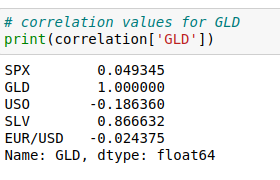 # correlation values for GLD
print(correlation['GLD'])
SPX 0.049345
GLD 1.000000
USO -0.186360
SLV 0.866632
EUR/USD -0.024375
Name: GLD, dtype: float64